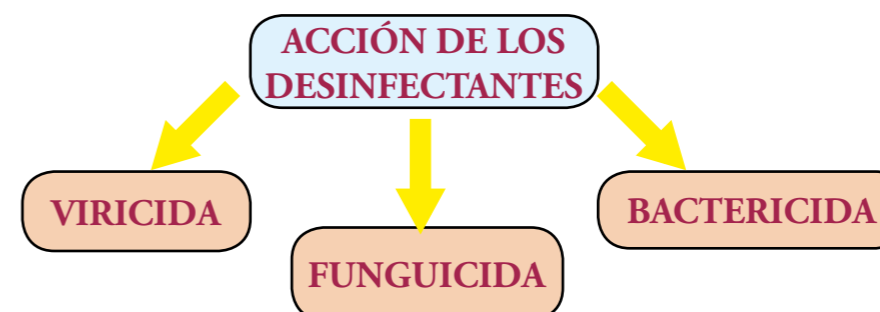 ACCIÓN DE LOS
DESINFECTANTES
VIRICIDA
FUNGUICIDA
BACTERICIDA